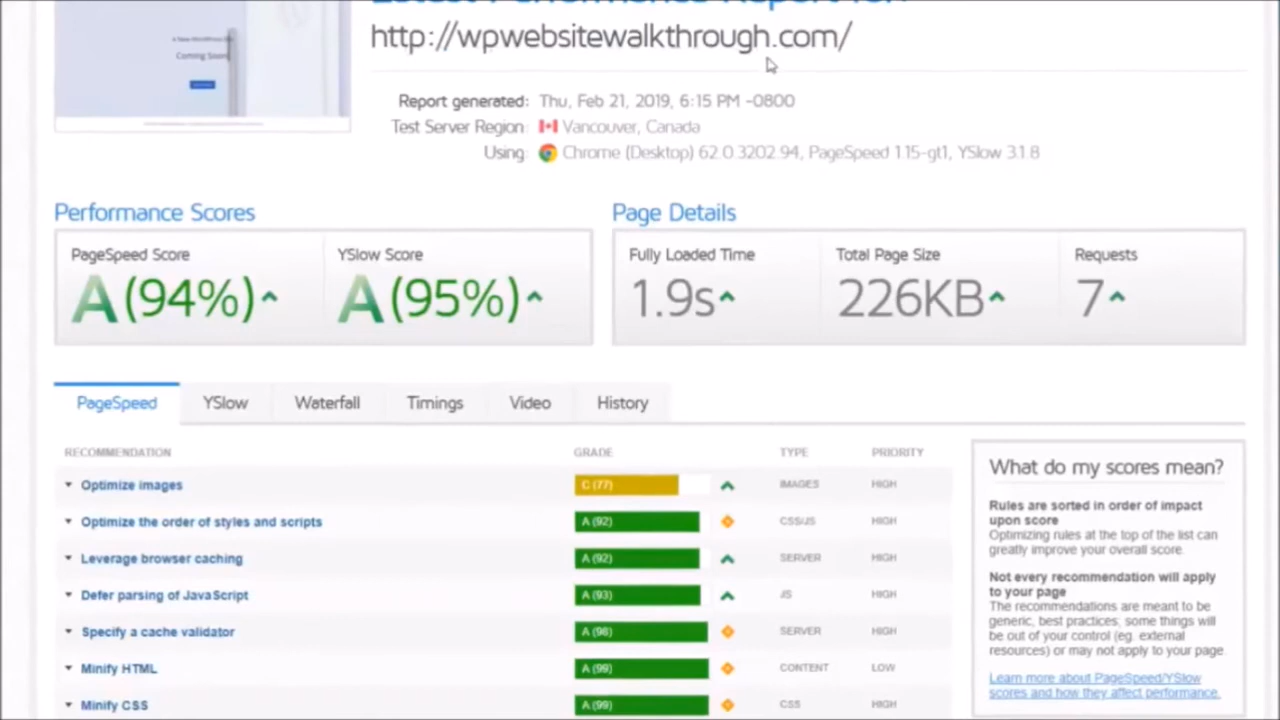 Latest Performance Report for:
http://wpwebsitewalkthrough.com/
Coming Soon
Report generated: Thu, Feb 21, 2019, 6:15 PM -0800
Test Server Region: Vancouver, Canada
Using: Chrome (Desktop) 62.0.3202.94, PageSpeed 1.15-gt1, YSlow 3.1.8
Performance Scores
Page Details
PageSpeed Score
YSlow Score
Fully Loaded Time
Total Page Size
Requests
A(94%)
A(95%)
1.9s
226KB
7
PageSpeed
YSlow
Waterfall
Timings
Video
History
RECOMMENDATION GRADE TYPE PRIORITY
Optimize images C (77) IMAGES HIGH
Optimize the order of styles and scripts A (92) CSS/JS HIGH
Leverage browser caching A (92) SERVER HIGH
Defer parsing of JavaScript A (93) JS HIGH
Specify a cache validator A (98) SERVER HIGH
Minify HTML A (99) CONTENT LOW
Minify CSS A (99) CSS HIGH
What do my scores mean?
Rules are sorted in order of impact
upon score
Optimizing rules at the top of the list can
greatly improve your overall score.
Not every recommendation will apply
to your page
The recommendations are meant to be
generic, best practices; some things will
be out of your control (eg. external
resources) or may not apply to your page.
Learn more about PageSpeed/YSlow
scores and how they affect performance.